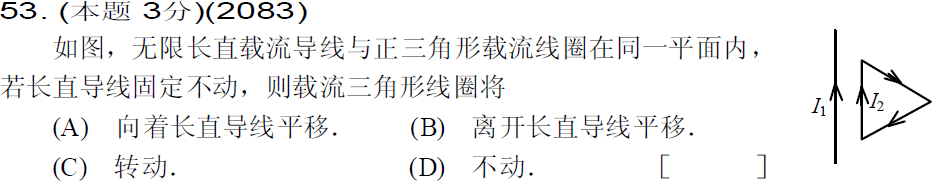 53. (本题 3分)(2083)
如图，无限长直载流导线与正三角形载流线圈在同一平面内，
若长直导线固定不动，则载流三角形线圈将
(A) 向着长直导线平移． (B) 离开长直导线平移．
(C) 转动． (D) 不动． [ ]
I1 I2